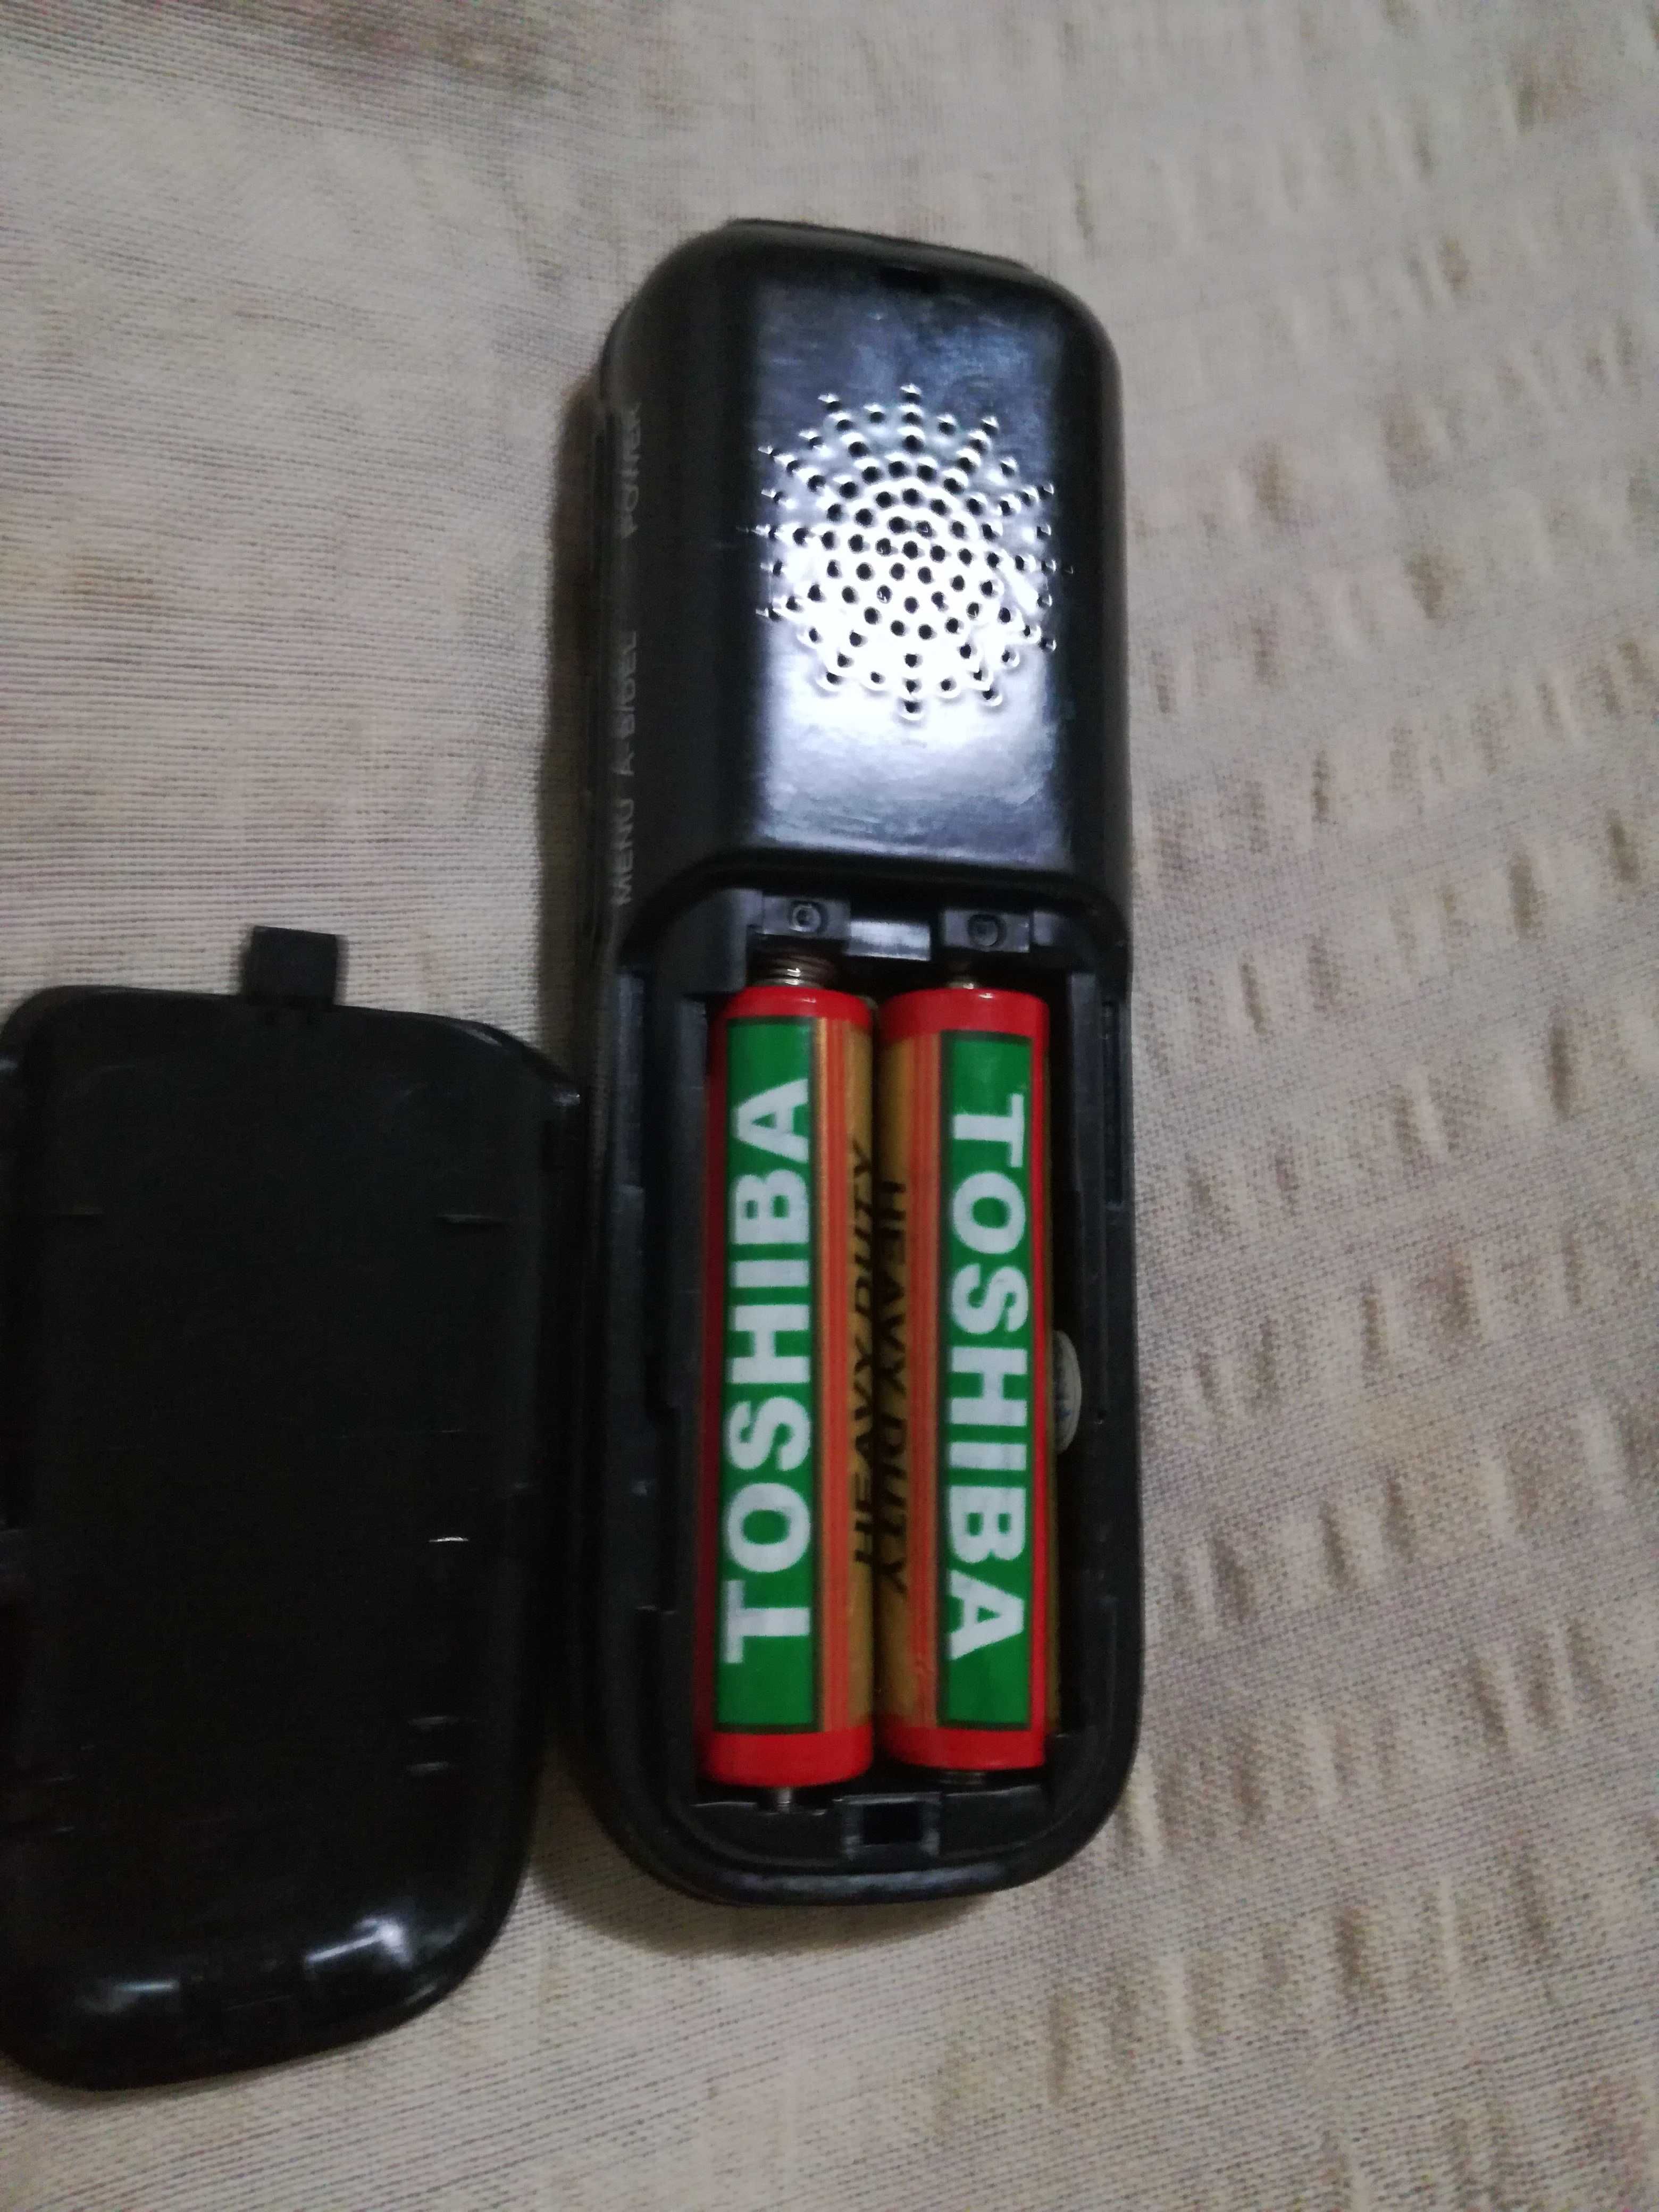 POWER
MENU A-B/DEL
TOSHIBA
HEAVY DUTY
HEAVY DUTY
TOSHIBA